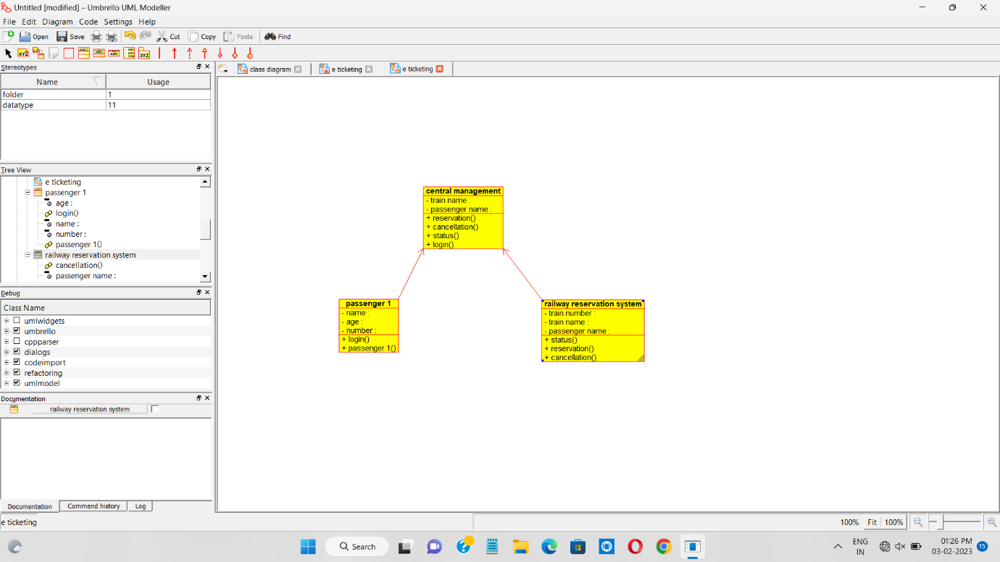 Untitled [modified] – Umbrello UML Modeller
File Edit Diagram Code Settings Help
Open Save Cut Copy Paste Find
Stereotypes
Name Usage
folder 1
datatype 11
class diagram
e ticketing
e ticketing
Tree View
e ticketing
passenger 1
age :
login()
name :
number :
passenger 1()
railway reservation system
cancellation()
passenger name :
Debug
Class Name
umlwidgets
umbrello
cppparser
dialogs
codeimport
refactoring
umlmodel
Documentation
railway reservation system
Documentation Command history Log
central management
- train name :
- passenger name :
+ reservation()
+ cancellation()
+ status()
+ login()
passenger 1
- name :
- age :
- number :
+ login()
+ passenger 1()
railway reservation system
- train number :
- train name :
- passenger name :
+ status()
+ reservation()
+ cancellation()
e ticketing
100% Fit 100%
Search
ENG
IN
01:26 PM
03-02-2023
15